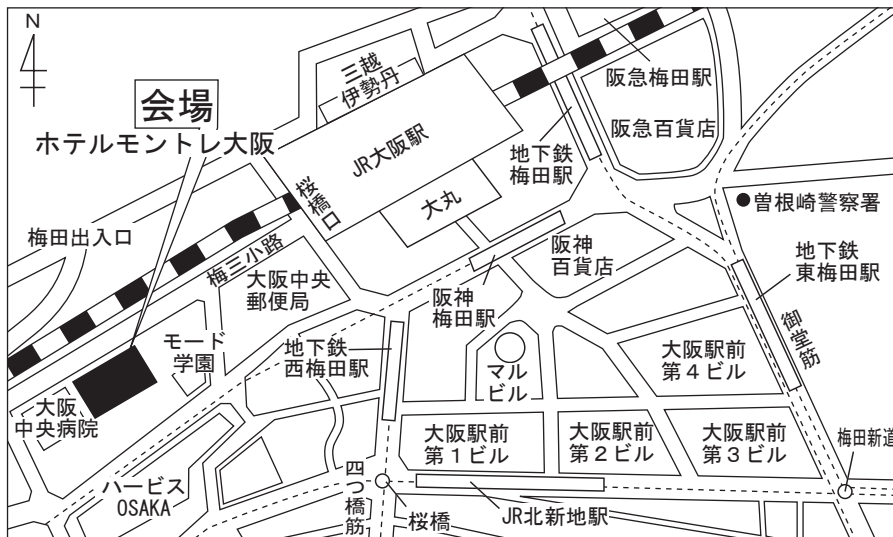 N
会場
ホテルモントレ大阪
三越
伊勢丹
JR大阪駅
大丸
桜橋口
阪急梅田駅
阪急百貨店
地下鉄
梅田駅
曽根崎警察署
梅田出入口
梅三小路
大阪中央
郵便局
阪神
百貨店
阪神
梅田駅
地下鉄
東梅田駅
御堂筋
モード
学園
地下鉄
西梅田駅
マル
ビル
大阪駅前
第４ビル
大阪
中央病院
大阪駅前
第１ビル
大阪駅前
第２ビル
大阪駅前
第３ビル
梅田新道
ハービス
OSAKA
四つ橋筋
桜橋
JR北新地駅